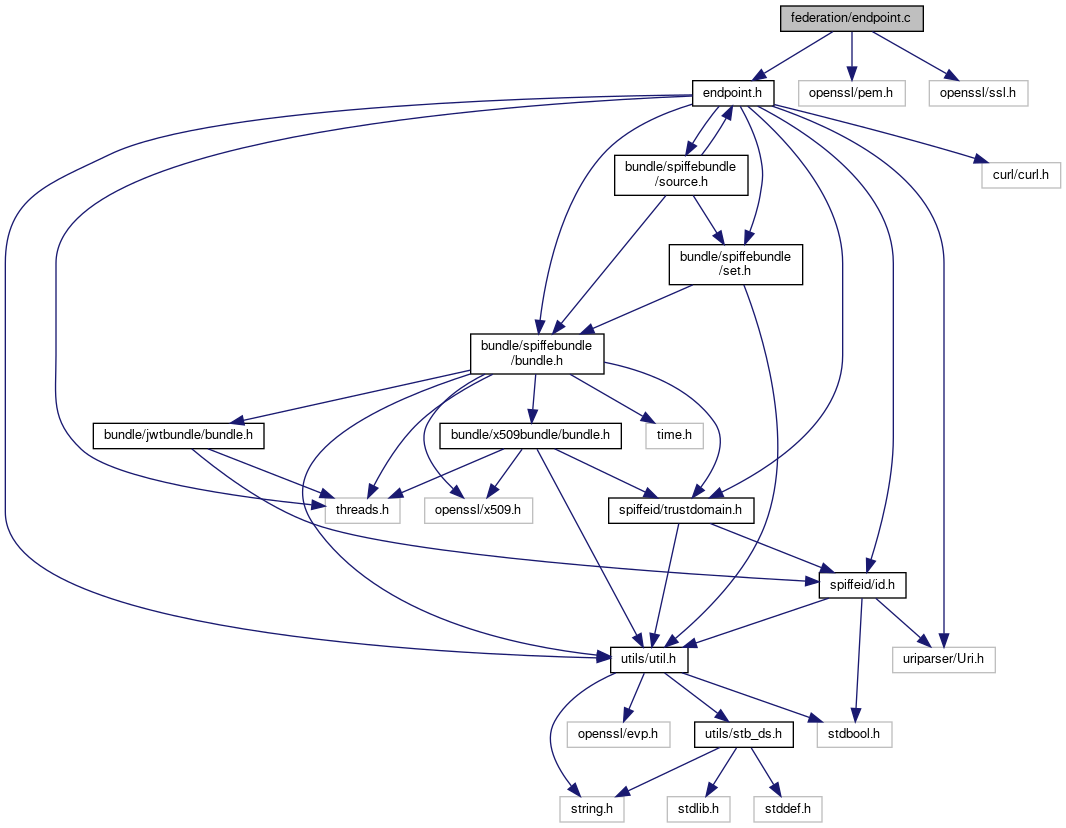 federation/endpoint.c
endpoint.h
openssl/pem.h
openssl/ssl.h
bundle/spiffebundle
/source.h
curl/curl.h
bundle/spiffebundle
/set.h
bundle/spiffebundle
/bundle.h
bundle/jwtbundle/bundle.h
bundle/x509bundle/bundle.h
time.h
threads.h
openssl/x509.h
spiffeid/trustdomain.h
spiffeid/id.h
utils/util.h
uriparser/Uri.h
openssl/evp.h
utils/stb_ds.h
stdbool.h
string.h
stdlib.h
stddef.h